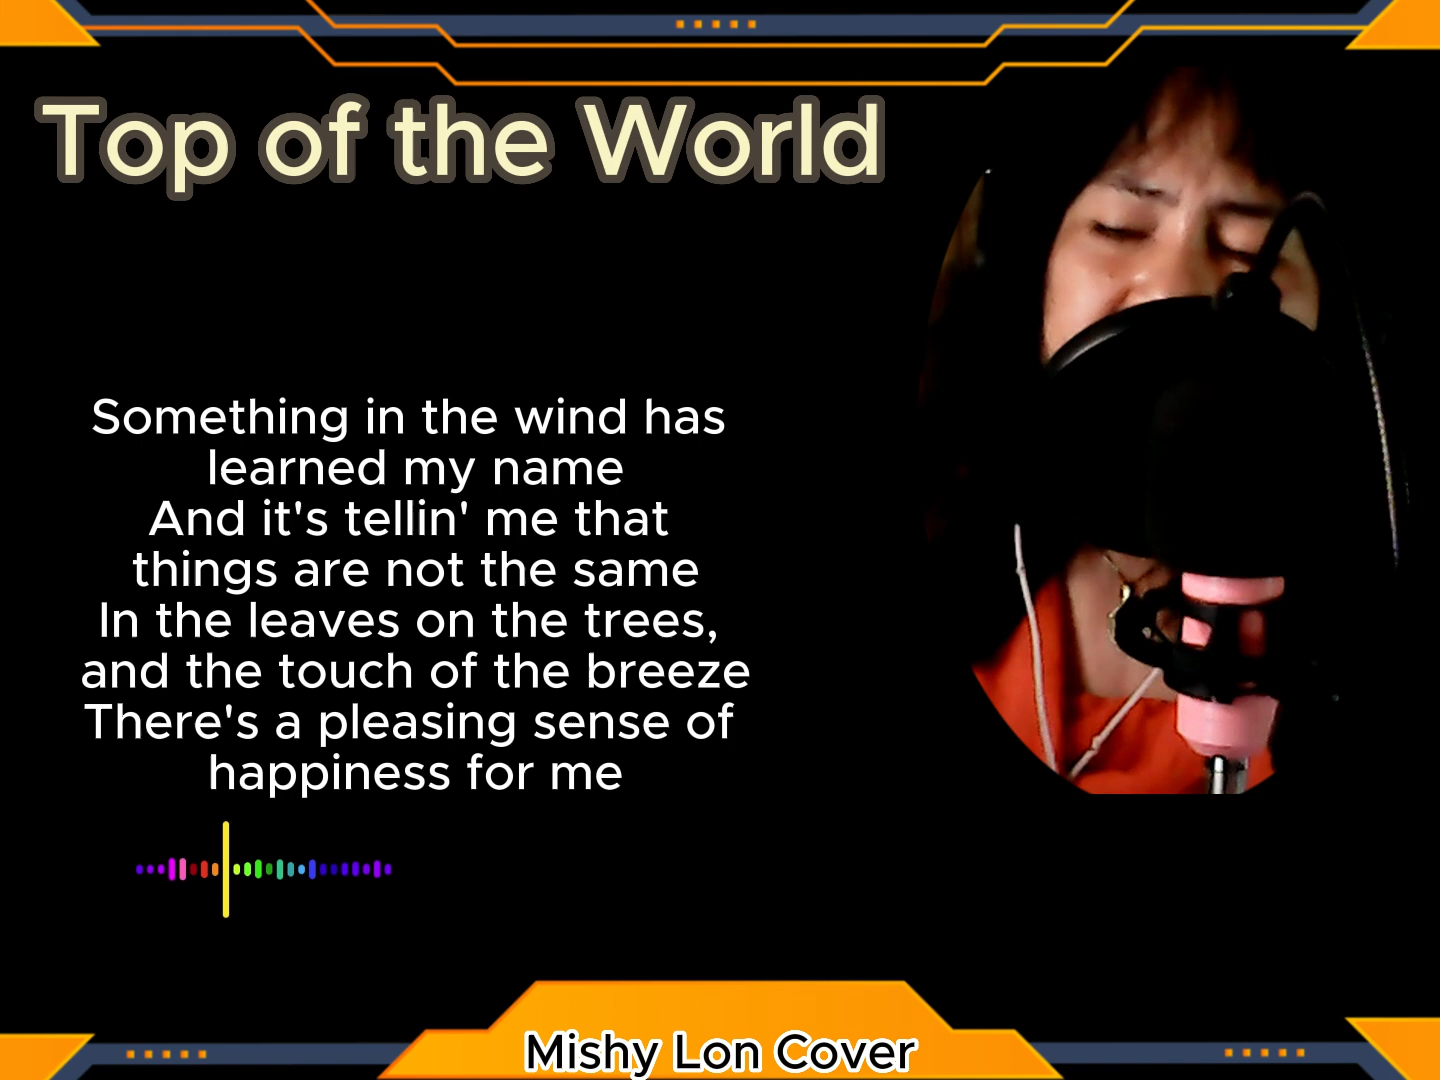 Top of the World
Something in the wind has
learned my name
And it's tellin' me that
things are not the same
In the leaves on the trees,
and the touch of the breeze
There's a pleasing sense of
happiness for me
Mishy Lon Cover